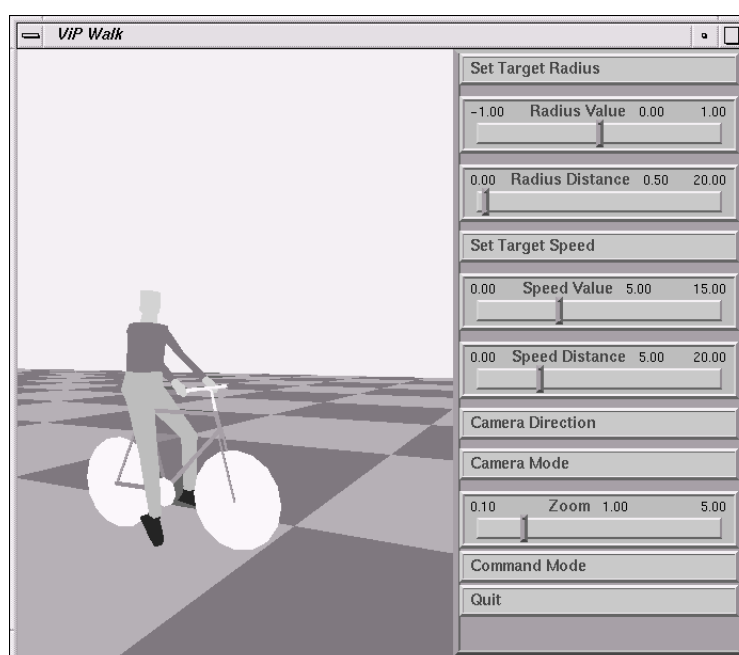 ViP Walk
Set Target Radius
-1.00 Radius Value 0.00 1.00
0.00 Radius Distance 0.50 20.00
Set Target Speed
0.00 Speed Value 5.00 15.00
0.00 Speed Distance 5.00 20.00
Camera Direction
Camera Mode
0.10 Zoom 1.00 5.00
Command Mode
Quit